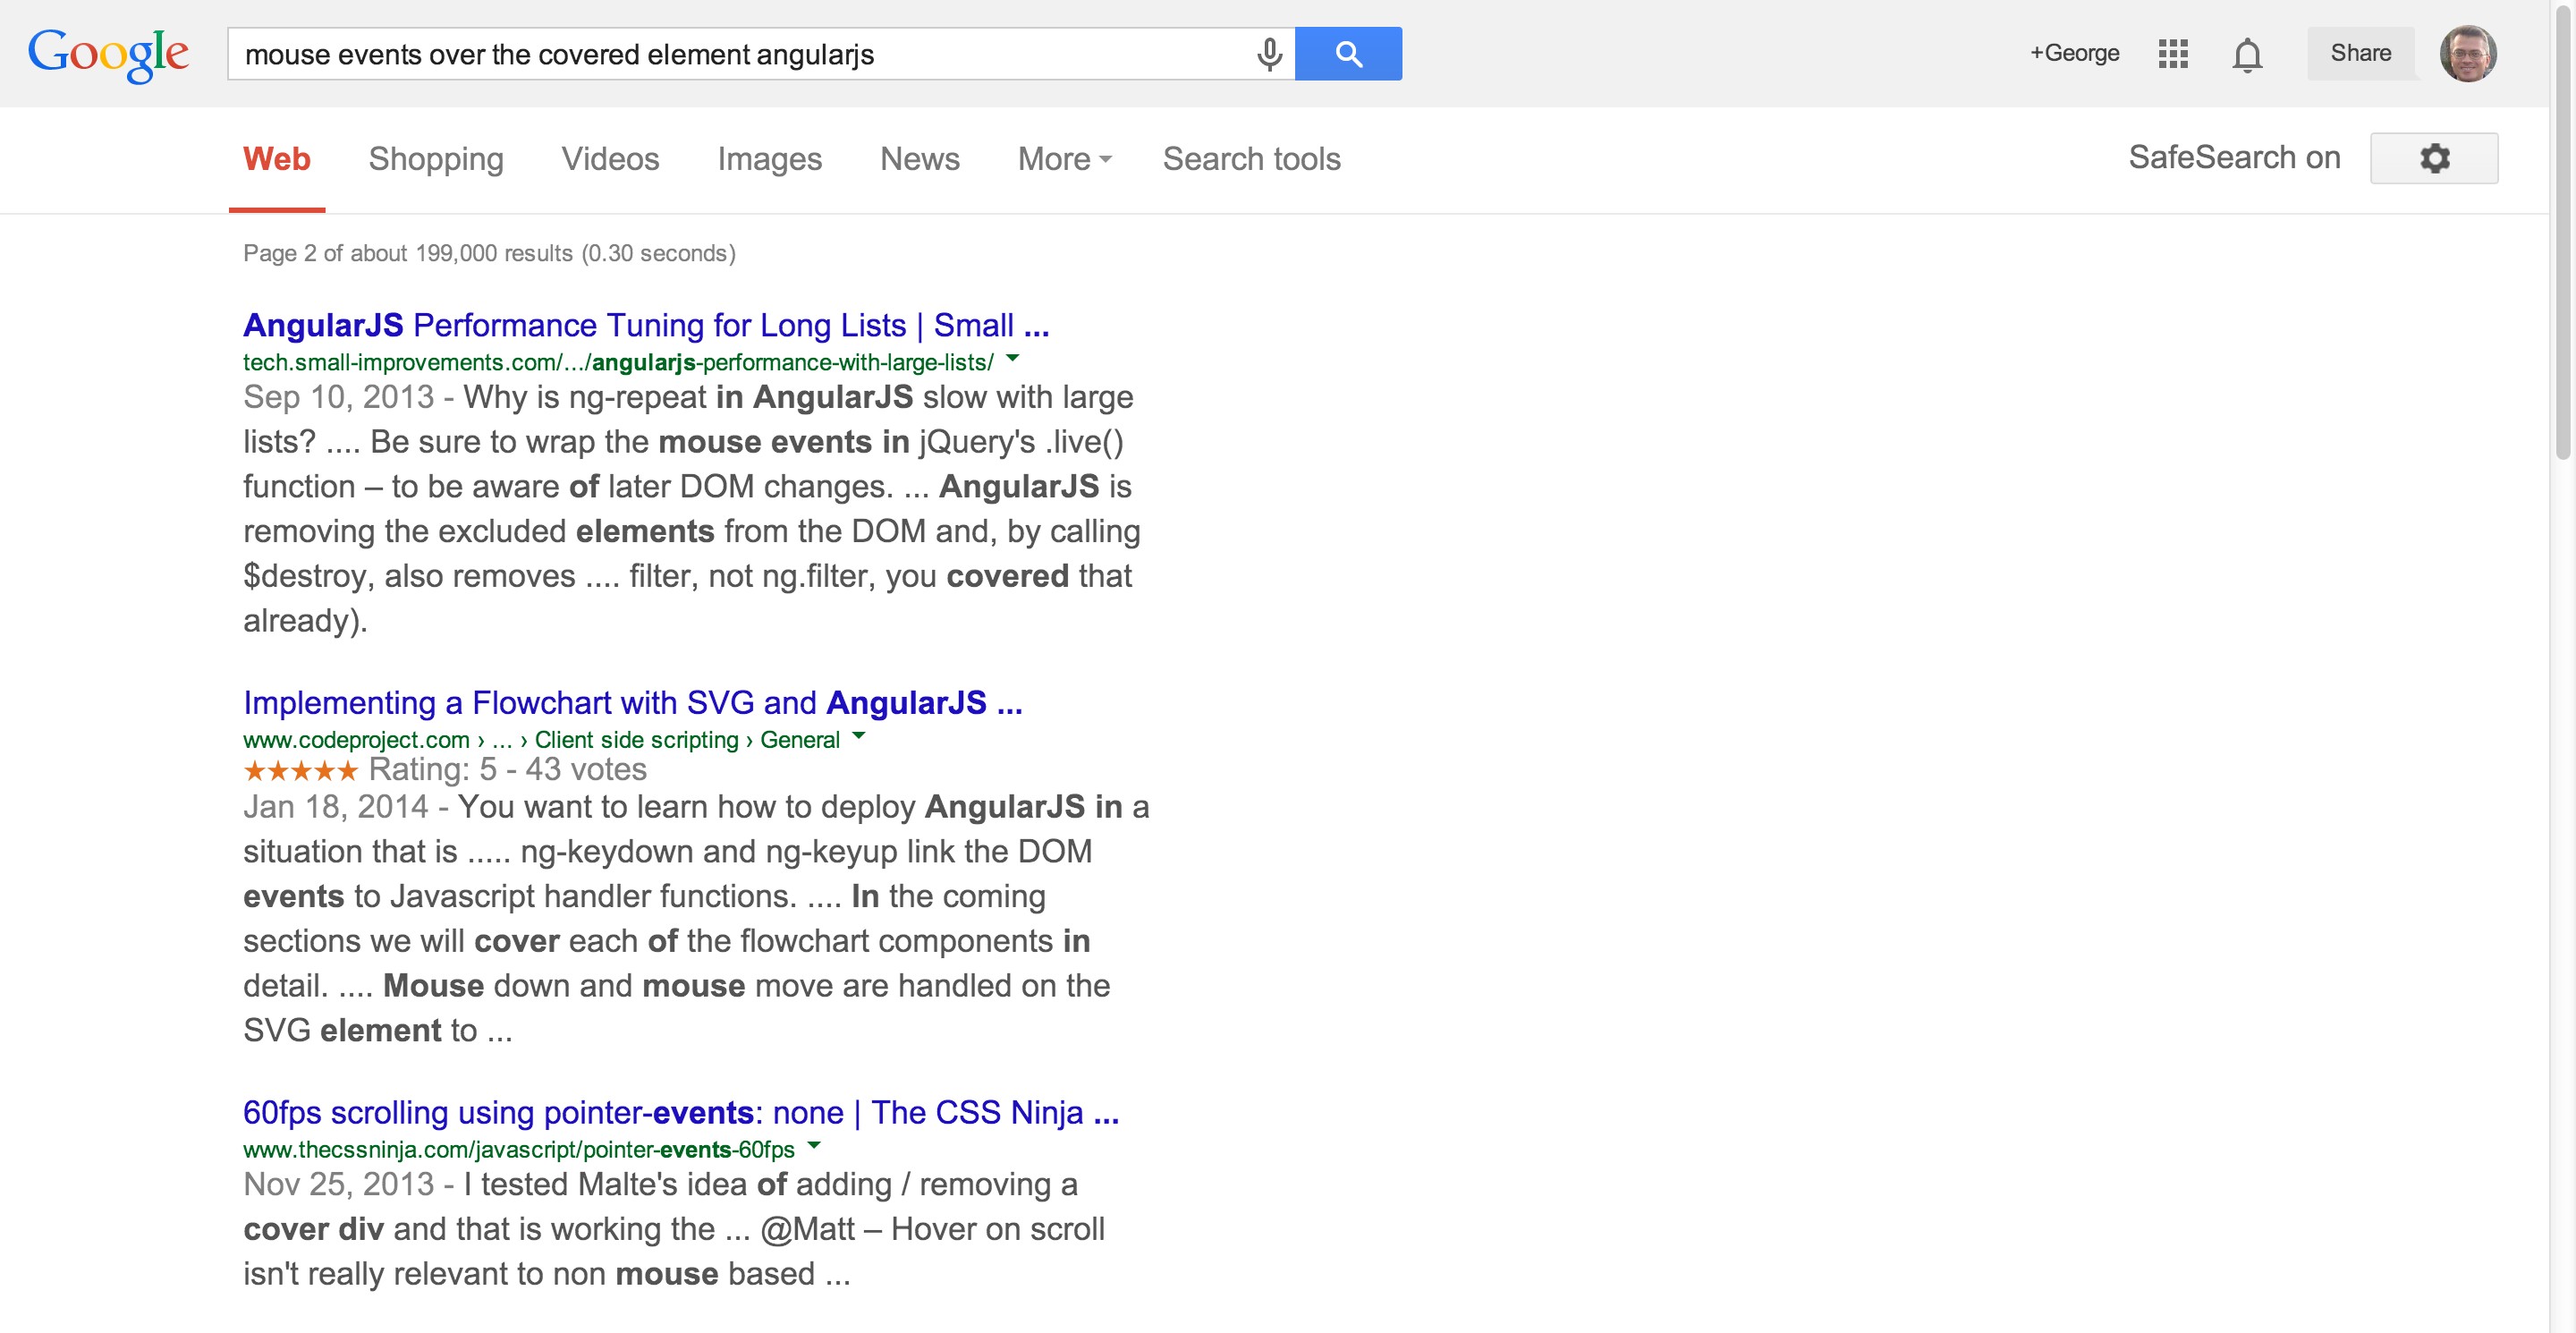 Google
mouse events over the covered element angularjs
+George
Share
Web Shopping Videos Images News More Search tools
SafeSearch on
Page 2 of about 199,000 results (0.30 seconds)
AngularJS Performance Tuning for Long Lists | Small ...
tech.small-improvements.com/.../angularjs-performance-with-large-lists/
Sep 10, 2013 - Why is ng-repeat in AngularJS slow with large
lists? .... Be sure to wrap the mouse events in jQuery's .live()
function – to be aware of later DOM changes. ... AngularJS is
removing the excluded elements from the DOM and, by calling
$destroy, also removes .... filter, not ng.filter, you covered that
already).
Implementing a Flowchart with SVG and AngularJS ...
www.codeproject.com › ... › Client side scripting › General
★★★★★ Rating: 5 - 43 votes
Jan 18, 2014 - You want to learn how to deploy AngularJS in a
situation that is ..... ng-keydown and ng-keyup link the DOM
events to Javascript handler functions. .... In the coming
sections we will cover each of the flowchart components in
detail. .... Mouse down and mouse move are handled on the
SVG element to ...
60fps scrolling using pointer-events: none | The CSS Ninja ...
www.thecssninja.com/javascript/pointer-events-60fps
Nov 25, 2013 - I tested Malte's idea of adding / removing a
cover div and that is working the ... @Matt – Hover on scroll
isn't really relevant to non mouse based ...